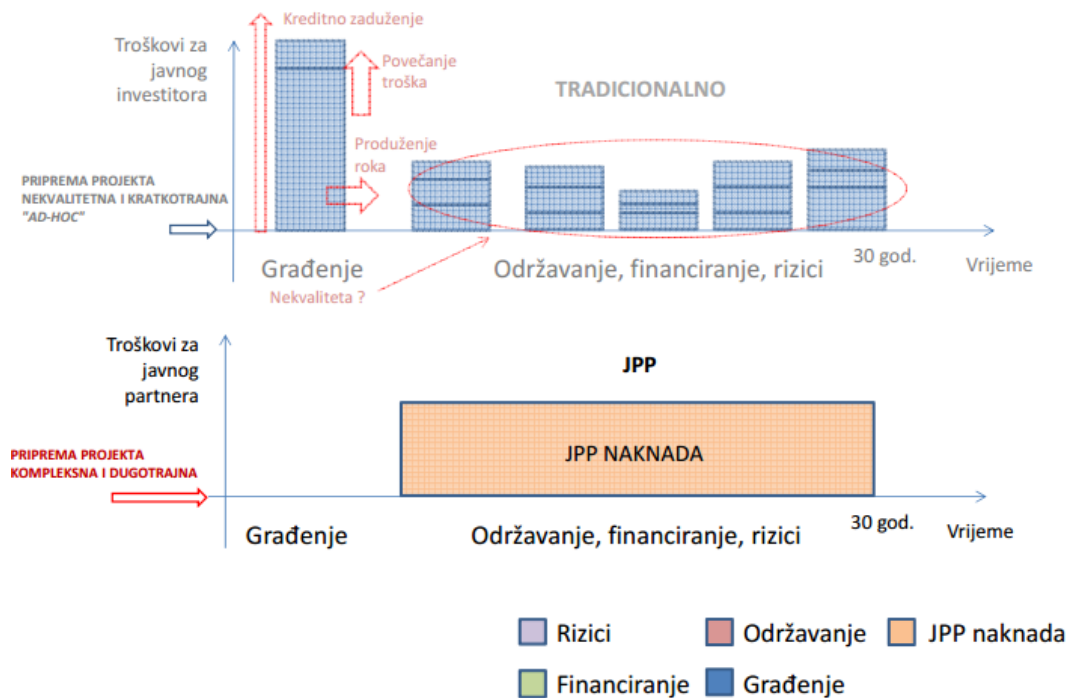 Kreditno zaduženje
Troškovi za
javnog
investitora
Povečanje
troška
TRADICIONALNO
Produženje
roka
PRIPREMA PROJEKTA
NEKVALITETNA I KRATKOTRAJNA
"AD-HOC"
Građenje
Održavanje, financiranje, rizici
30 god.
Vrijeme
Nekvaliteta ?
Troškovi za
javnog
partnera
JPP
JPP NAKNADA
PRIPREMA PROJEKTA
KOMPLEKSNA I DUGOTRAJNA
Građenje
Održavanje, financiranje, rizici
30 god.
Vrijeme
Rizici
Održavanje
JPP naknada
Financiranje
Građenje